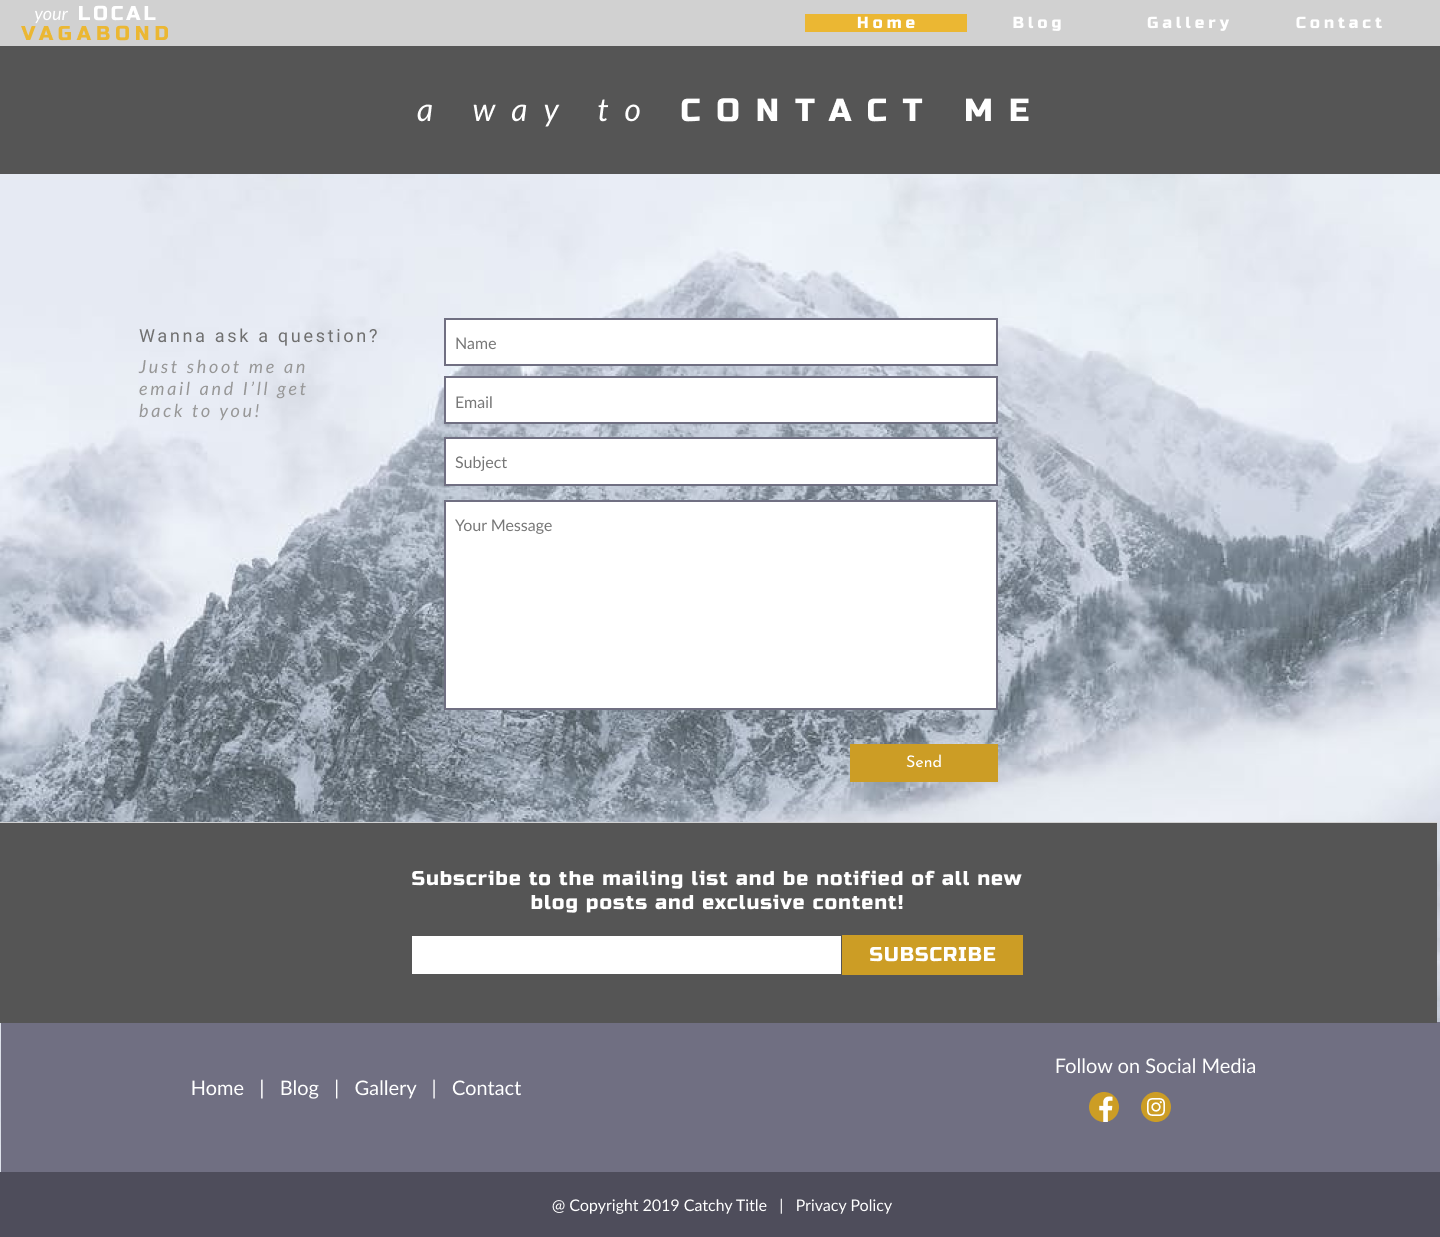 your LOCAL
VAGABOND
Home Blog Gallery Contact
a way to CONTACT ME
Wanna ask a question?
Just shoot me an
email and I'll get
back to you!
Name
Email
Subject
Your Message
Send
Subscribe to the mailing list and be notified of all new
blog posts and exclusive content!
SUBSCRIBE
Home | Blog | Gallery | Contact
Follow on Social Media
@ Copyright 2019 Catchy Title | Privacy Policy